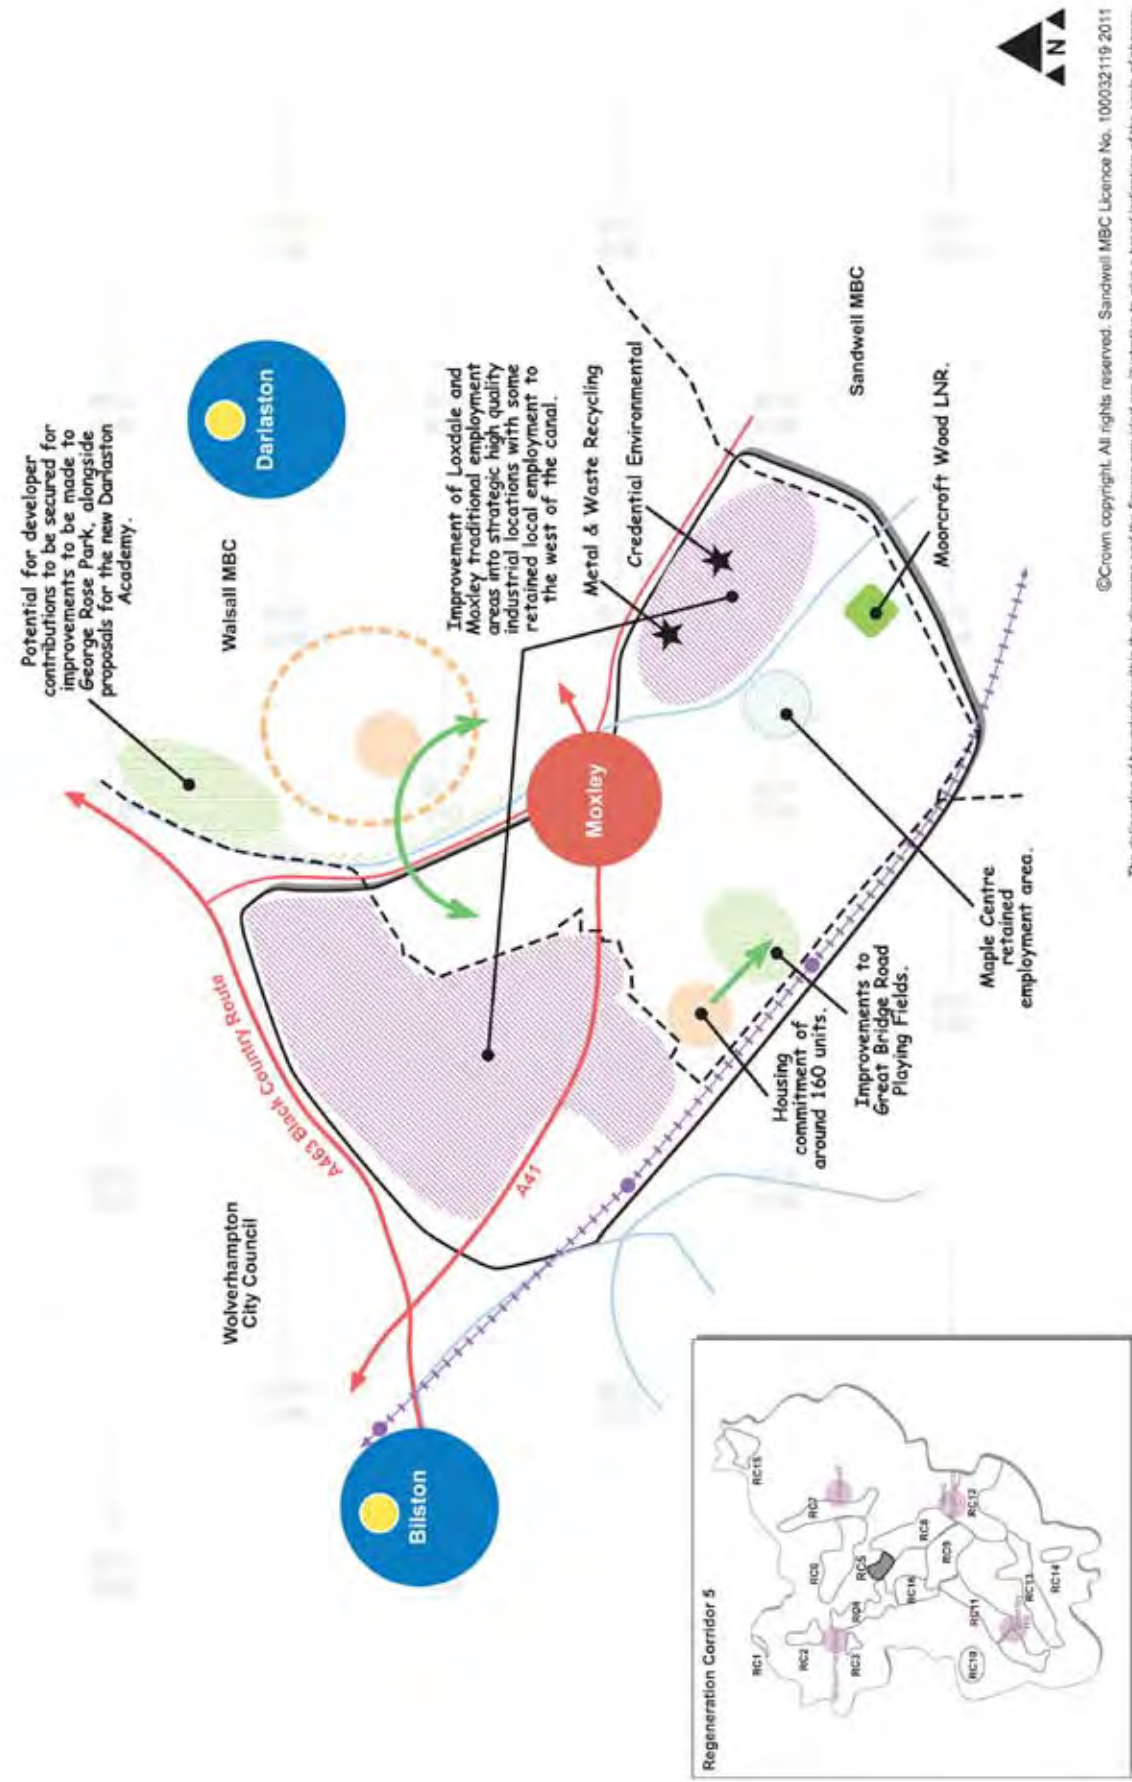 Potential for developer
contributions to be secured for
improvements to be made to
George Rose Park, alongside
proposals for the new Darlaston
Academy.
Wolverhampton
City Council
Walsall MBC
Darlaston
A463 Black Country Route
Improvement of Loxdale and
Moxley traditional employment
areas into strategic high quality
industrial locations with some
retained local employment to
the west of the canal.
Bilston
A41
Moxley
Metal & Waste Recycling
Credential Environmental
Sandwell MBC
Housing
commitment of
around 160 units.
Improvements to
Great Bridge Road
Playing Fields.
Maple Centre
retained
employment area.
Moorcroft Wood LNR.
N
Regeneration Corridor 5
RC1
RC2
RC3
RC4
RC5
RC6
RC7
RC8
RC9
RC10
RC11
RC12
RC13
RC14
RC15
RC16
©Crown copyright. All rights reserved. Sandwell MBC Licence No. 100032119 2011